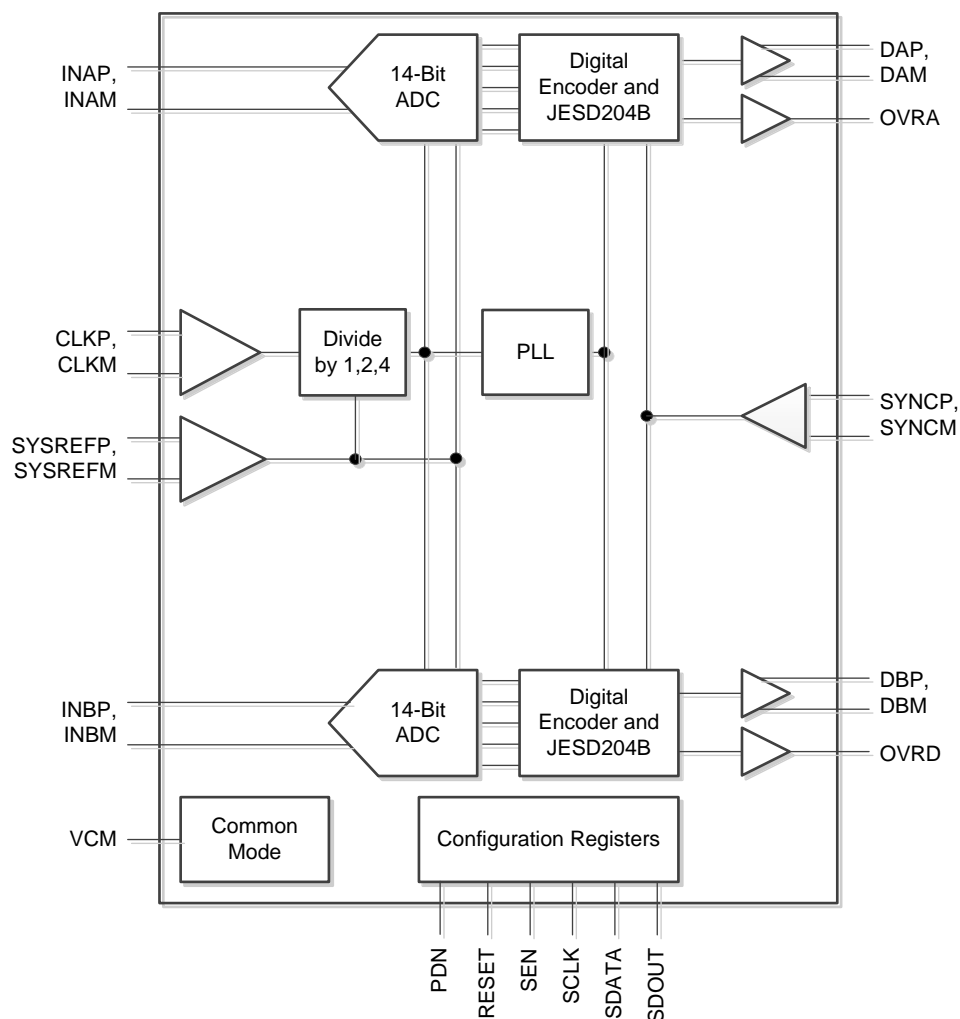 INAP,
INAM
14-Bit
ADC
Digital
Encoder and
JESD204B
DAP,
DAM
OVRA
CLKP,
CLKM
Divide
by 1,2,4
PLL
SYNCP,
SYNCM
SYSREFP,
SYSREFM
INBP,
INBM
14-Bit
ADC
Digital
Encoder and
JESD204B
DBP,
DBM
OVRD
VCM
Common
Mode
Configuration Registers
PDN
RESET
SEN
SCLK
SDATA
SDOUT